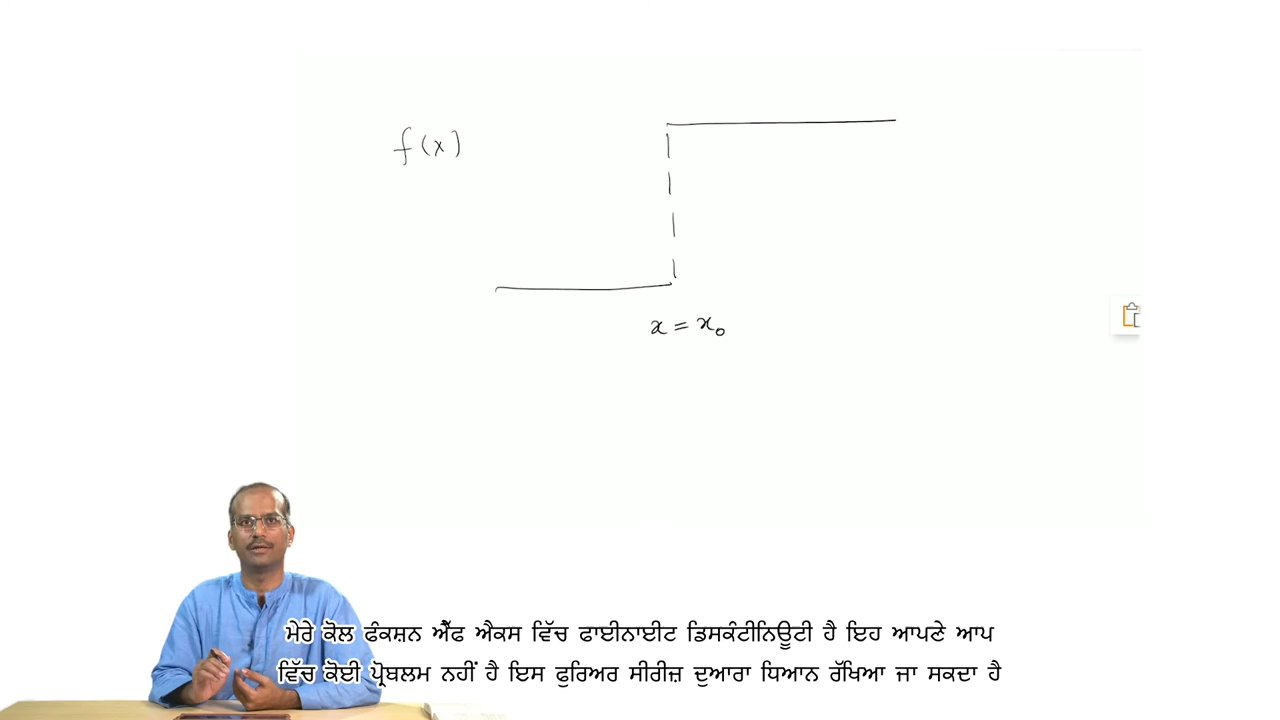 f(x)
x = x₀
ਮੇਰੇ ਕੋਲ ਫੰਕਸ਼ਨ ਐੱਫ ਐਕਸ ਵਿੱਚ ਫਾਈਨਾਈਟ ਡਿਸਕੰਟੀਨਿਊਟੀ ਹੈ ਇਹ ਆਪਣੇ ਆਪ
ਵਿੱਚ ਕੋਈ ਪ੍ਰੋਬਲਮ ਨਹੀਂ ਹੈ ਇਸ ਫੁਰਿਅਰ ਸੀਰੀਜ਼ ਦੁਆਰਾ ਧਿਆਨ ਰੱਖਿਆ ਜਾ ਸਕਦਾ ਹੈ